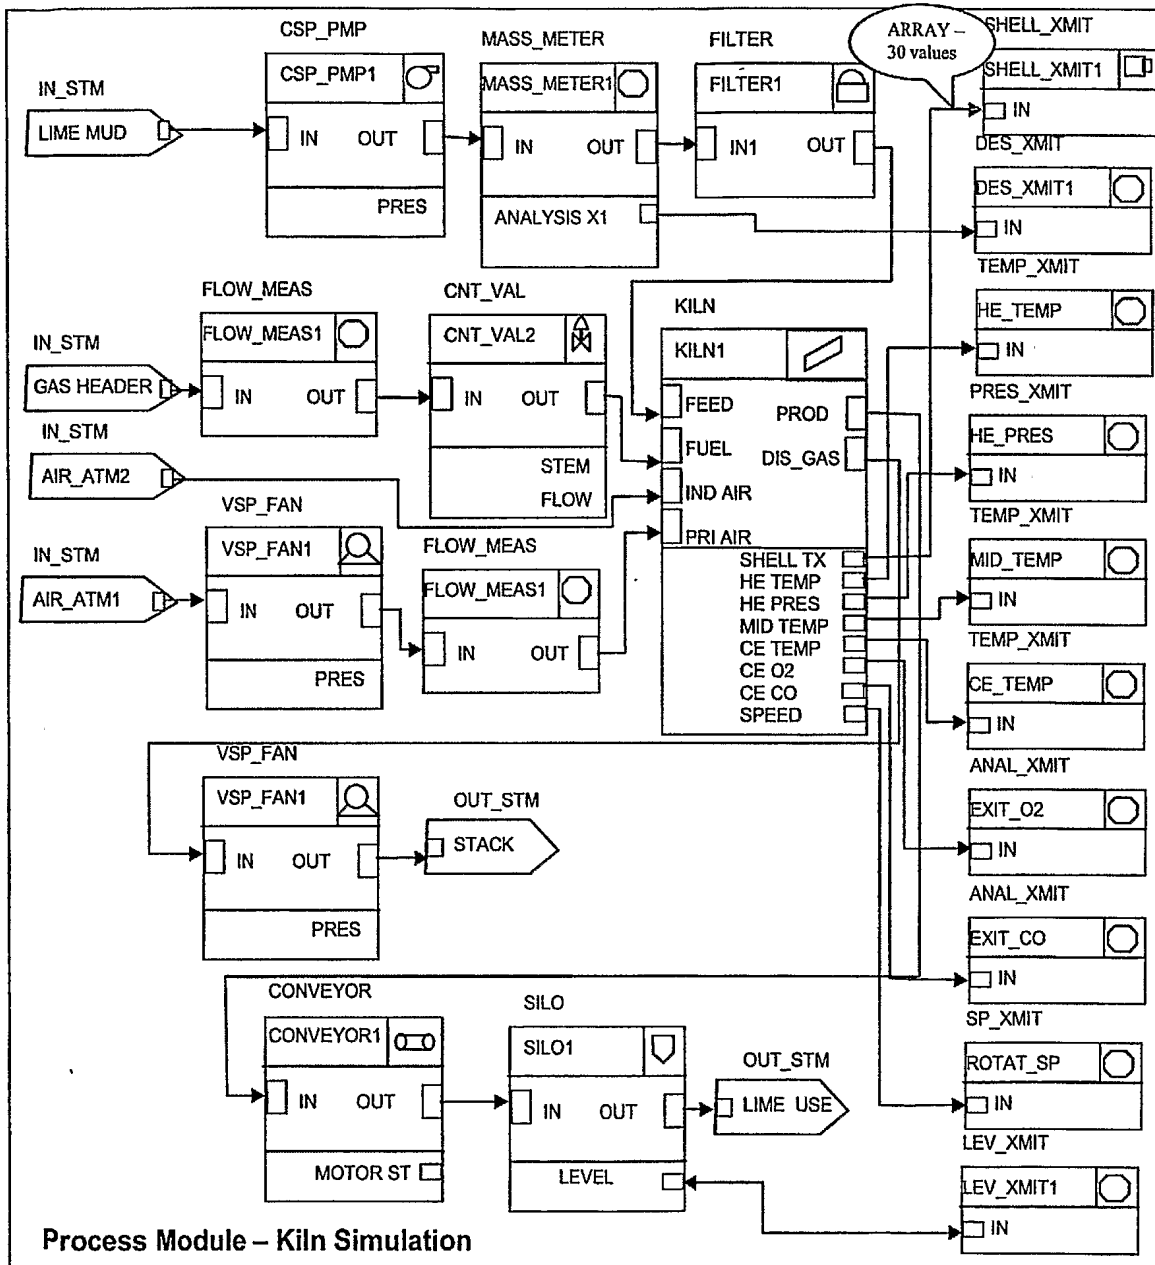 CSP_PMP
CSP_PMP1
IN OUT
PRES
MASS_METER
MASS_METER1
IN OUT
ANALYSIS X1
FILTER
FILTER1
IN1 OUT
ARRAY –
30 values
SHELL_XMIT
SHELL_XMIT1
IN
IN_STM
LIME MUD
DES_XMIT
DES_XMIT1
IN
TEMP_XMIT
HE_TEMP
IN
FLOW_MEAS
FLOW_MEAS1
IN OUT
CNT_VAL
CNT_VAL2
IN OUT
STEM
FLOW
KILN
KILN1
FEED
FUEL
IND AIR
PRI AIR
PROD
DIS_GAS
SHELL TX
HE TEMP
HE PRES
MID TEMP
CE TEMP
CE O2
CE CO
SPEED
IN_STM
GAS HEADER
IN_STM
AIR_ATM2
PRES_XMIT
HE_PRES
IN
VSP_FAN
VSP_FAN1
IN OUT
PRES
FLOW_MEAS
FLOW_MEAS1
IN OUT
IN_STM
AIR_ATM1
TEMP_XMIT
MID_TEMP
IN
TEMP_XMIT
CE_TEMP
IN
VSP_FAN
VSP_FAN1
IN OUT
PRES
OUT_STM
STACK
ANAL_XMIT
EXIT_O2
IN
ANAL_XMIT
EXIT_CO
IN
CONVEYOR
CONVEYOR1
IN OUT
MOTOR ST
SILO
SILO1
IN OUT
LEVEL
OUT_STM
LIME USE
SP_XMIT
ROTAT_SP
IN
LEV_XMIT
LEV_XMIT1
IN
Process Module – Kiln Simulation